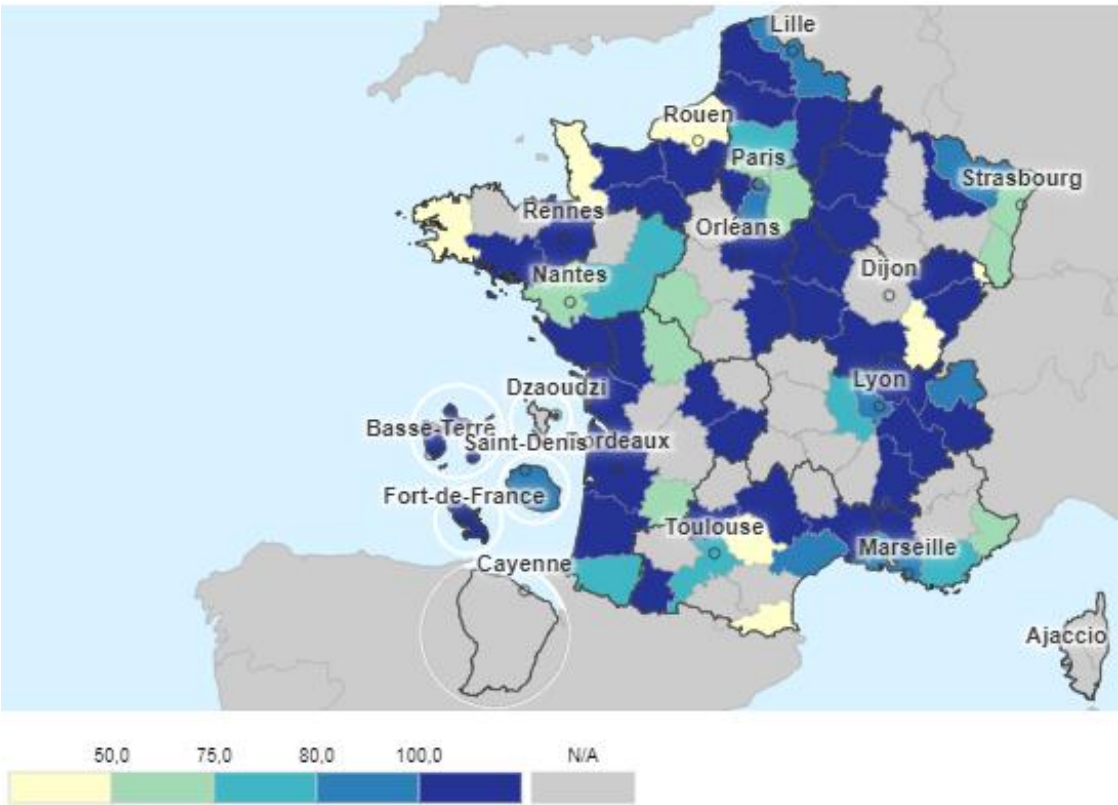 Lille
Rouen
Paris
Strasbourg
Rennes
Orléans
Dijon
Nantes
Lyon
Dzaoudzi
Basse-Terre
Saint-Denis
Bordeaux
Fort-de-France
Toulouse
Marseille
Cayenne
Ajaccio
50,0 75,0 80,0 100,0 N/A